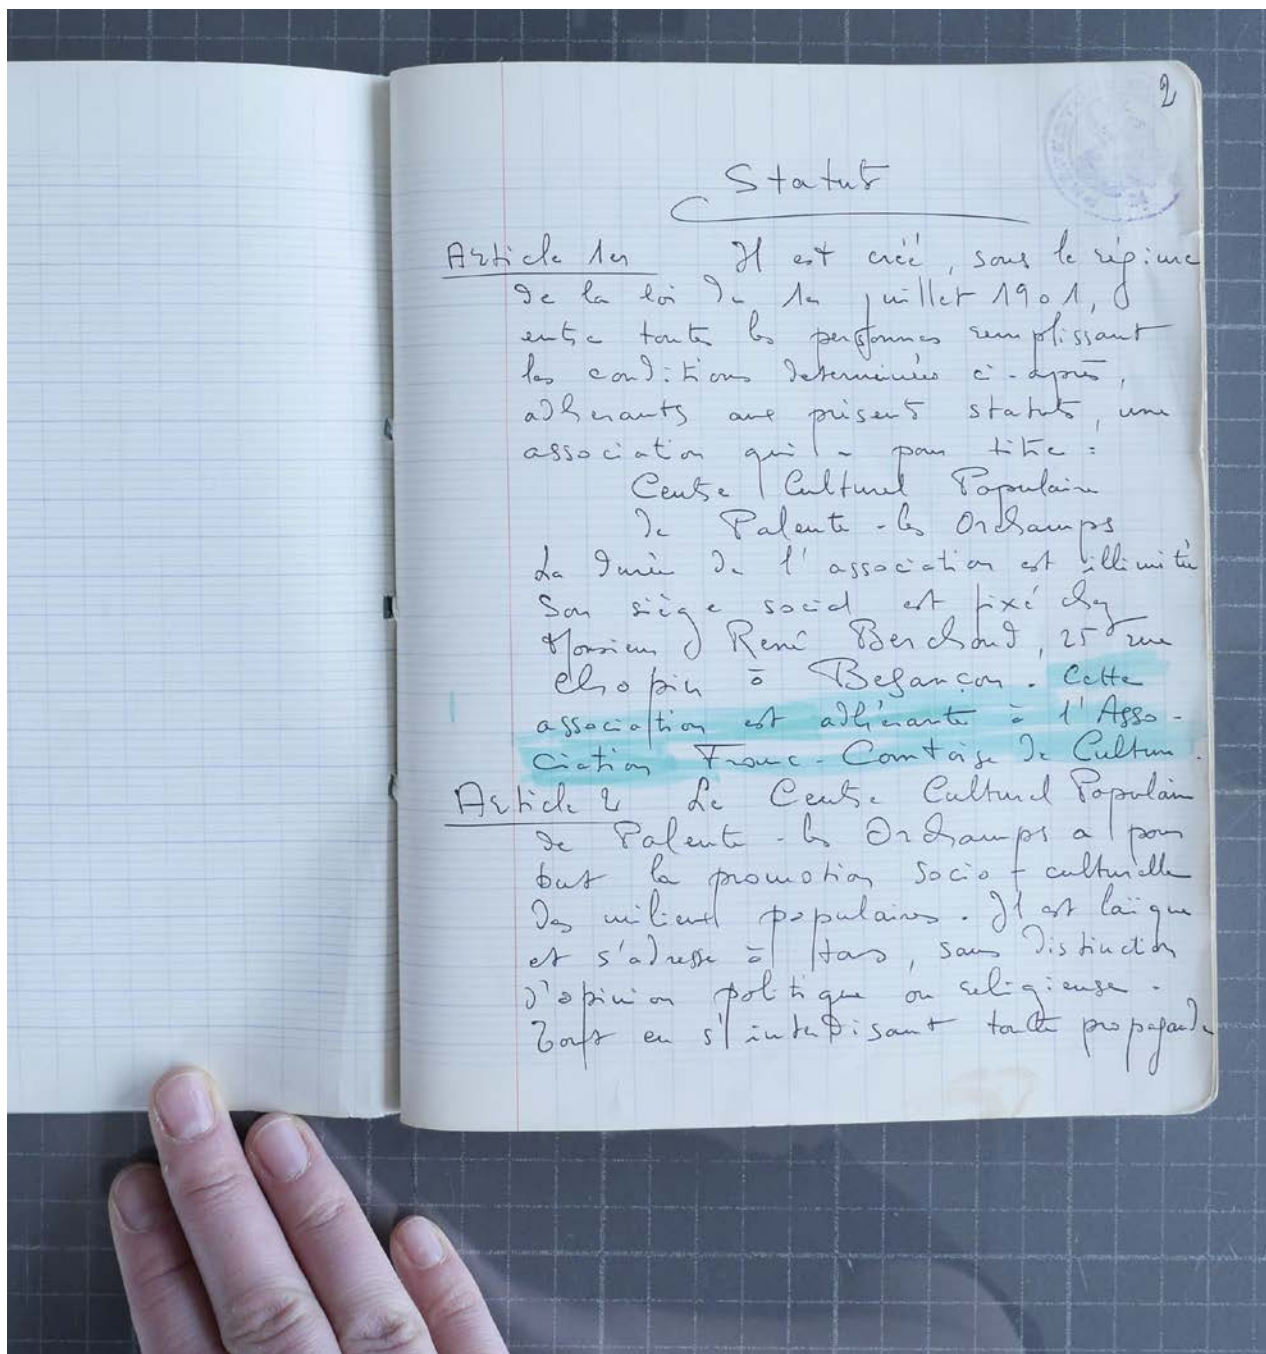 2
Statuts
Article 1er Il est créé, sous le régime
de la loi du 1er juillet 1901,
entre toutes les personnes remplissant
les conditions déterminées ci-après,
adhérants aux présents statuts, une
association qui a pour titre :
Centre Culturel Populaire
de Palente-les Orchamps
La durée de l'association est illimitée
Son siège social est fixé chez
Monsieur René Berchoud, 25 rue
Chopin à Besançon. Cette
association est adhérante à l'Asso-
ciation Franc-Comtoise de Culture.
Article 2 Le Centre Culturel Populaire
de Palente-les Orchamps a pour
but la promotion socio-culturelle
des milieux populaires. Il est laïque
et s'adresse à tous, sans distinction
d'opinion politique ou religieuse.
Tout en s'interdisant toute propagande